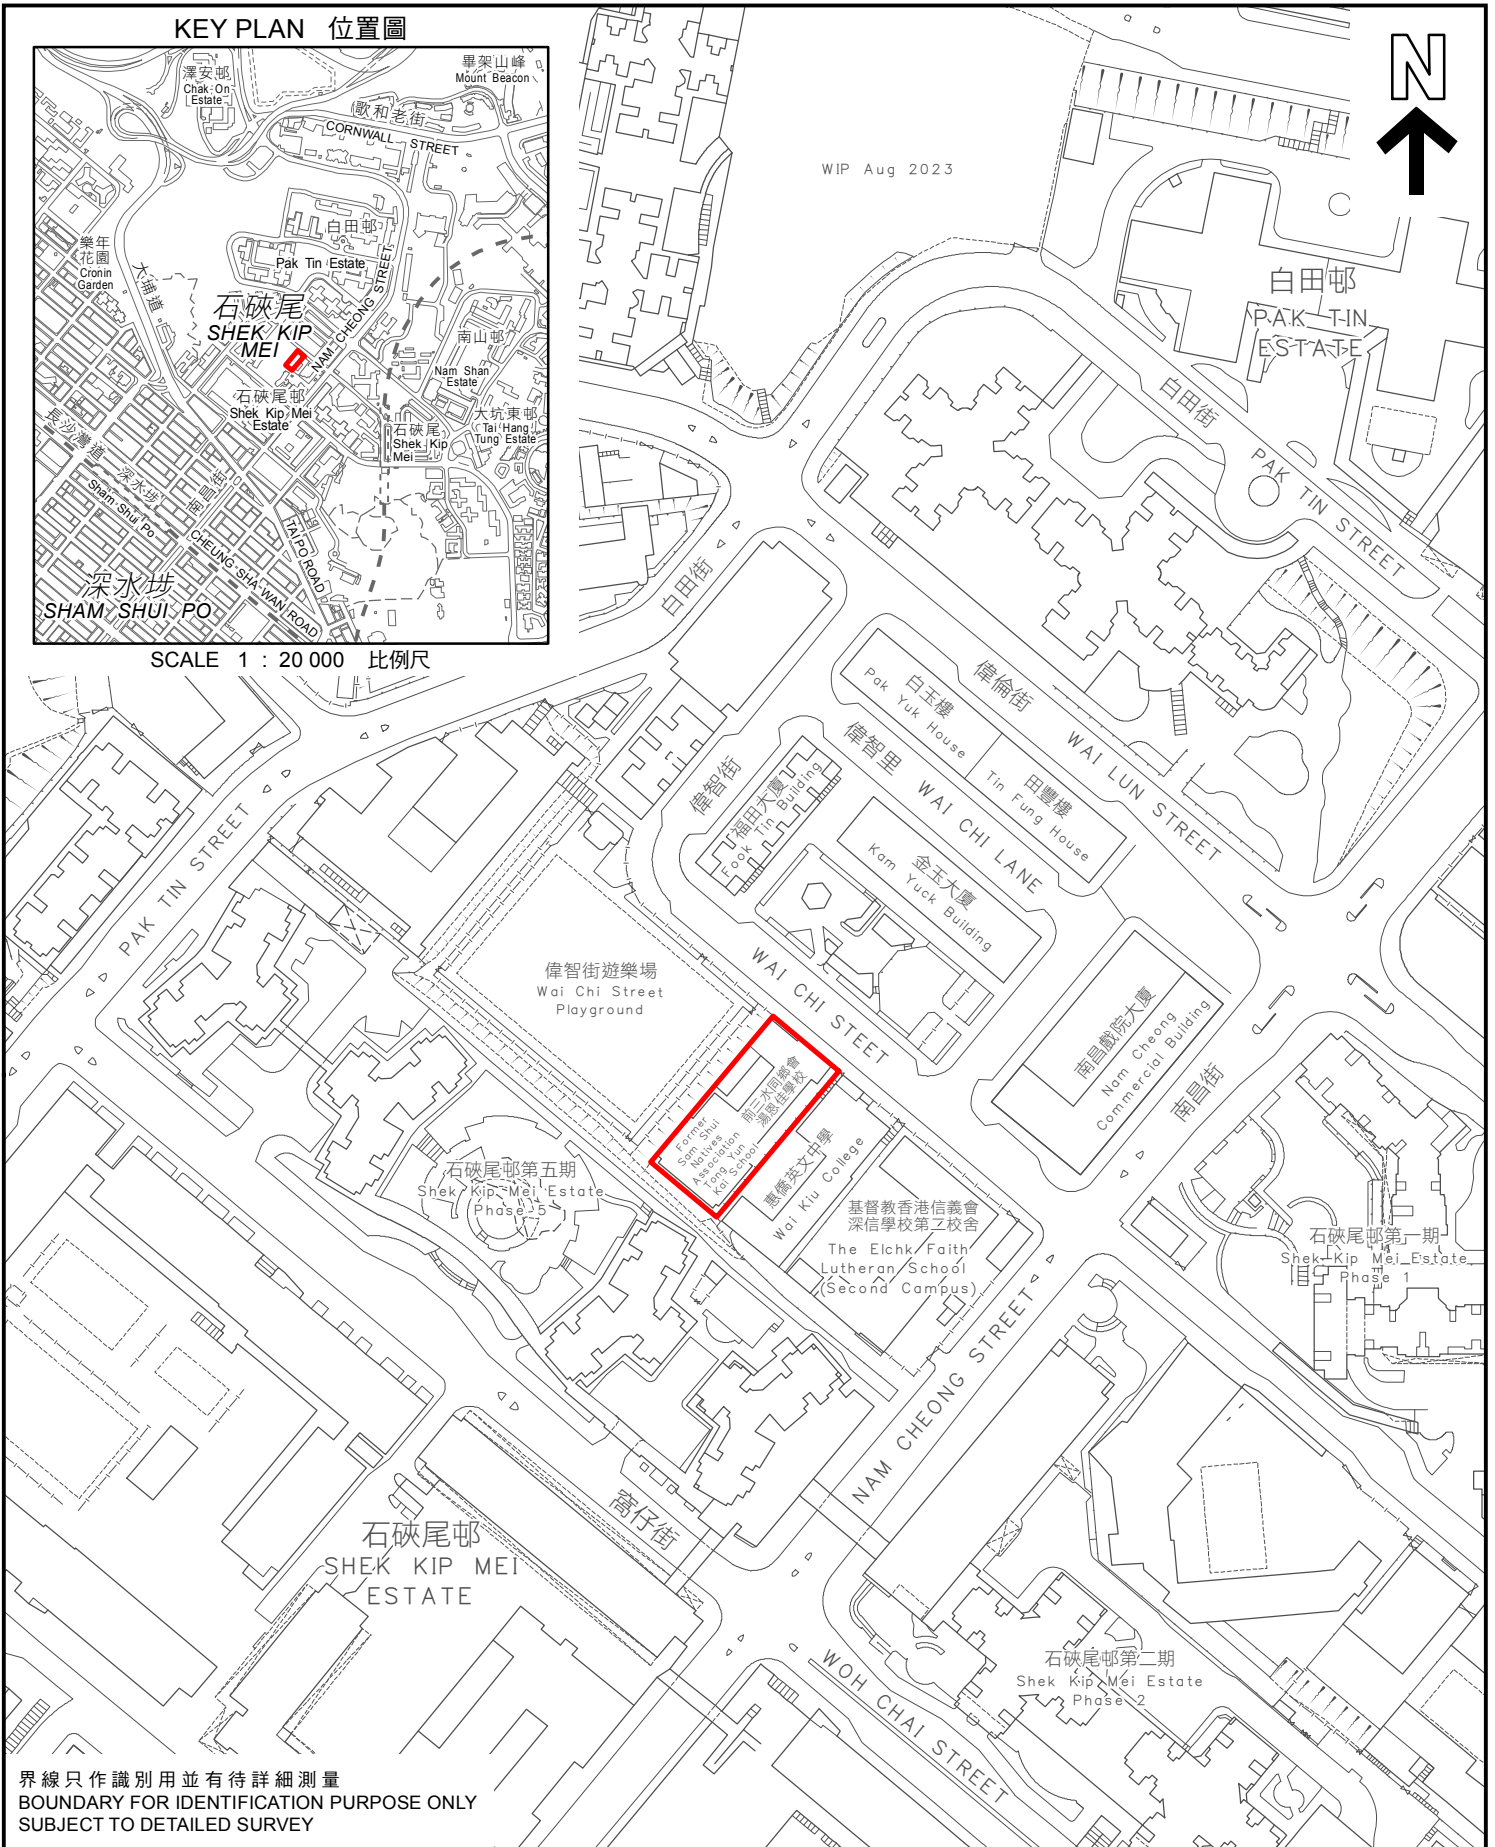 KEY PLAN 位置圖
澤安邨
Chak On
Estate
畢架山峰
Mount Beacon
歌和老街
CORNWALL STREET
白田邨
Pak Tin Estate
樂年
花園
Cronin
Garden
大埔道
石硤尾
SHEK KIP
MEI
NAM CHEONG STREET
南山邨
Nam Shan
Estate
石硤尾邨
Shek Kip Mei
Estate
大坑東邨
Tai Hang
Tung Estate
石硤尾
Shek Kip
Mei
長沙灣道
深水埗
Sham Shui Po
南昌街
CHEUNG SHA WAN ROAD
TAI PO ROAD
深水埗
SHAM SHUI PO
SCALE 1 : 20 000 比例尺
N
WIP Aug 2023
白田邨
PAK TIN
ESTATE
白田街
PAK TIN STREET
白田街
偉倫街
WAI LUN STREET
白玉樓
Pak Yuk House
田豐樓
Tin Fung House
偉智里
WAI CHI LANE
偉智街
福田大廈
Fook Tin Building
金玉大廈
Kam Yuck Building
PAK TIN STREET
偉智街遊樂場
Wai Chi Street
Playground
WAI CHI STEET
南昌戲院大廈
Nam Cheong
Commercial Building
南昌街
前三水同鄉會
湯恩佳學校
Former
Sam Shui
Natives
Association
Tong Yun
Kai School
惠僑英文中學
Wai Kiu College
石硤尾邨第五期
Shek Kip Mei Estate
Phase 5
基督教香港信義會
深信學校第二校舍
The Elchk Faith
Lutheran School
(Second Campus)
石硤尾邨第一期
Shek Kip Mei Estate
Phase 1
NAM CHEONG STREET
窩仔街
石硤尾邨
SHEK KIP MEI
ESTATE
石硤尾邨第二期
Shek Kip Mei Estate
Phase 2
WOH CHAI STREET
界線只作識別用並有待詳細測量
BOUNDARY FOR IDENTIFICATION PURPOSE ONLY
SUBJECT TO DETAILED SURVEY